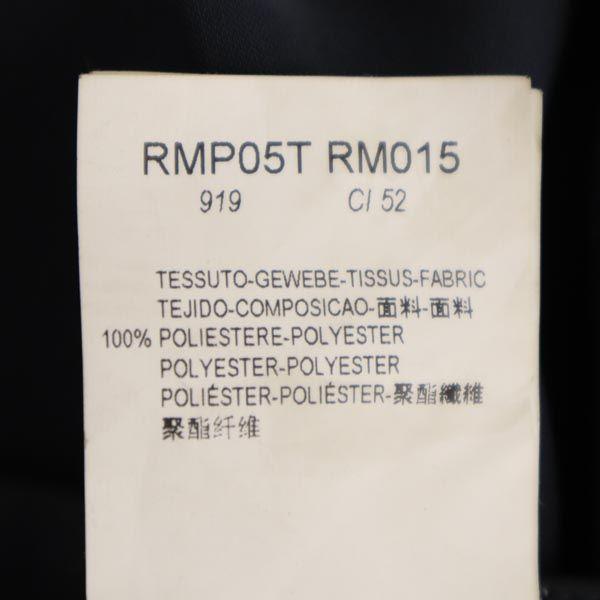 RMP05T RM015
919 CI 52
TESSUTO-GEWEBE-TISSUS-FABRIC
TEJIDO-COMPOSICAO-面料-面料
100% POLIESTERE-POLYESTER
POLYESTER-POLYESTER
POLIÉSTER-POLIÉSTER-聚酯纖維
聚酯纤维